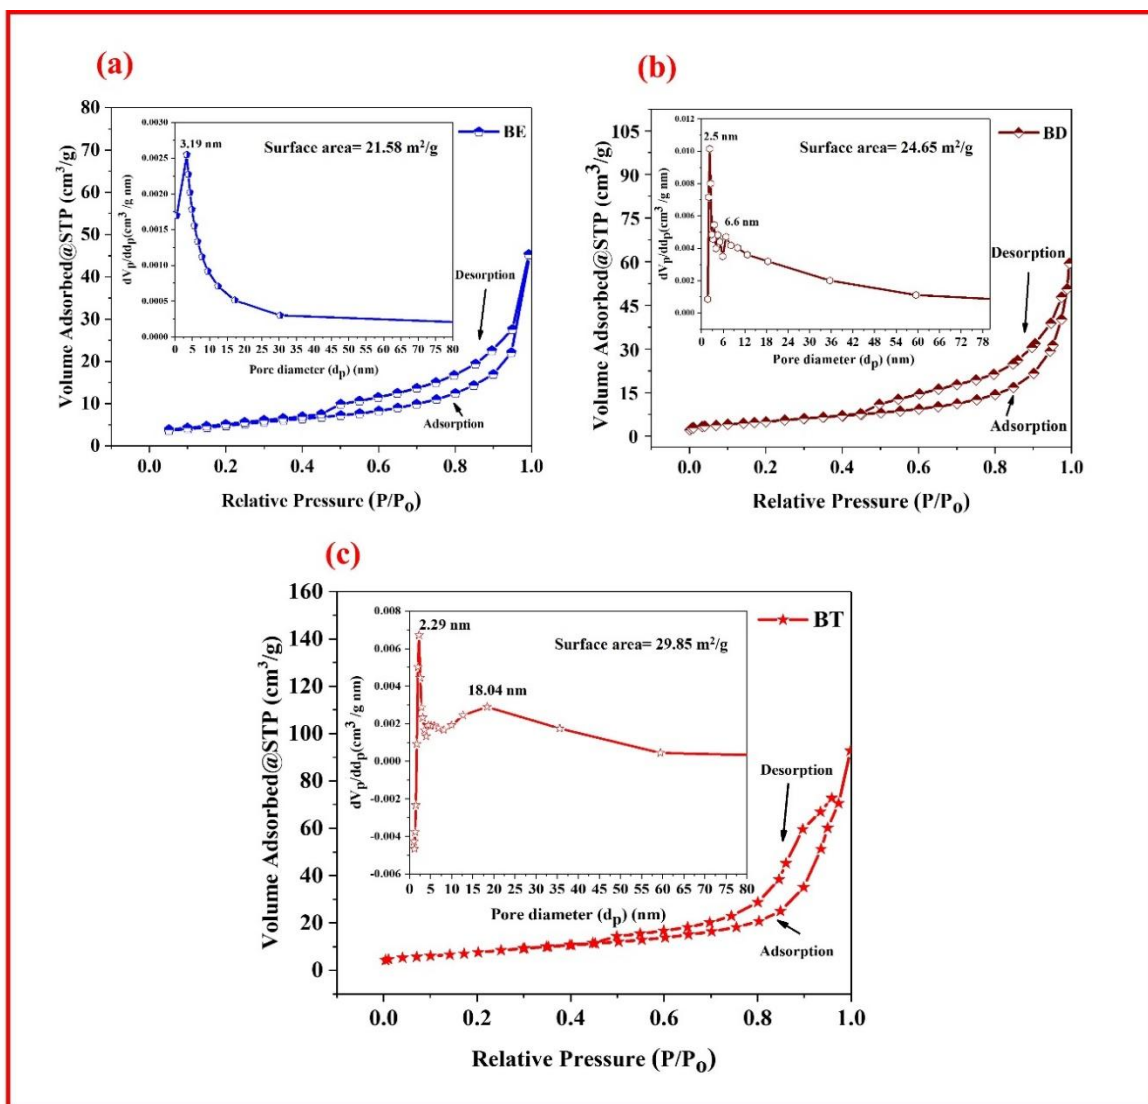 (a)
80
70
60
50
40
30
20
10
0
Volume Adsorbed@STP (cm³/g)
0.0 0.2 0.4 0.6 0.8 1.0
Relative Pressure (P/Po)
BE
Desorption
Adsorption
0.0030
0.0025
0.0020
0.0015
0.0010
0.0005
0.0000
dVp/ddp(cm³ /g nm)
3.19 nm
Surface area= 21.58 m²/g
0 5 10 15 20 25 30 35 40 45 50 55 60 65 70 75 80
Pore diameter (dp) (nm)
(b)
105
90
75
60
45
30
15
0
Volume Adsorbed@STP (cm³/g)
0.0 0.2 0.4 0.6 0.8 1.0
Relative Pressure (P/Po)
BD
Desorption
Adsorption
0.012
0.010
0.008
0.006
0.004
0.002
0.000
dVp/ddp(cm³ /g nm)
2.5 nm
6.6 nm
Surface area= 24.65 m²/g
0 6 12 18 24 30 36 42 48 54 60 66 72 78
Pore diameter (dp) (nm)
(c)
160
140
120
100
80
60
40
20
0
Volume Adsorbed@STP (cm³/g)
0.0 0.2 0.4 0.6 0.8 1.0
Relative Pressure (P/Po)
BT
Desorption
Adsorption
0.008
0.006
0.004
0.002
0.000
-0.002
-0.004
-0.006
dVp/ddp(cm³ /g nm)
2.29 nm
18.04 nm
Surface area= 29.85 m²/g
0 5 10 15 20 25 30 35 40 45 50 55 60 65 70 75 80
Pore diameter (dp) (nm)